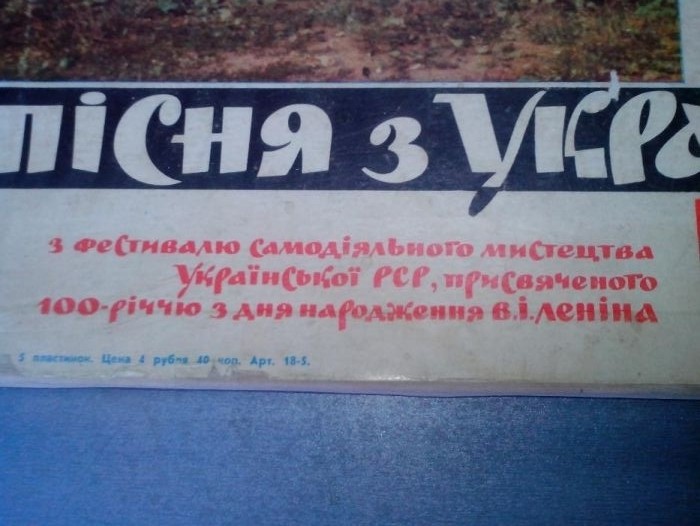 пісня з Укра
з фестивалю самодіяльного мистецтва
Української РСР, присвяченого
100-річчю з дня народження В.І.Леніна
5 пластинок. Цена 4 рубля 40 коп. Арт. 18-5.